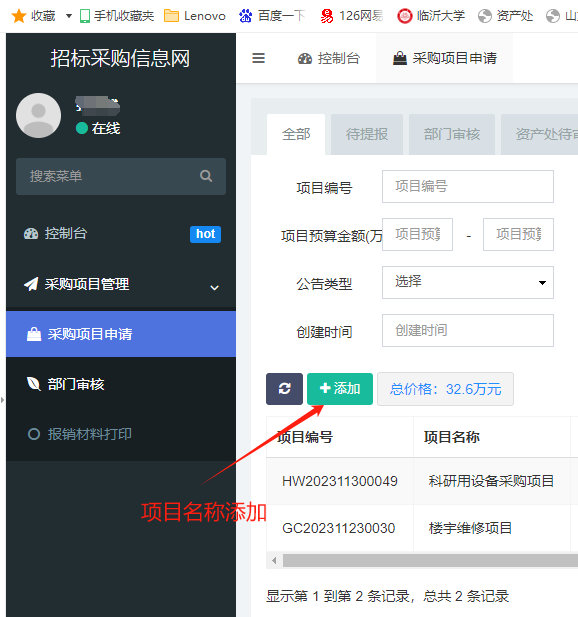 收藏 手机收藏夹 Lenovo 百度一下 126网易 临沂大学 资产处
招标采购信息网 控制台 采购项目申请
在线
全部 待提报 部门审核 资产处待
搜索菜单
项目编号 项目编号
控制台 hot
项目预算金额(万 项目预算 - 项目预算
采购项目管理
公告类型 选择
采购项目申请
创建时间 创建时间
部门审核
添加 总价格：32.6万元
报销材料打印
项目编号 项目名称
HW202311300049 科研用设备采购项目
项目名称添加
GC202311230030 楼宇维修项目
显示第 1 到第 2 条记录，总共 2 条记录